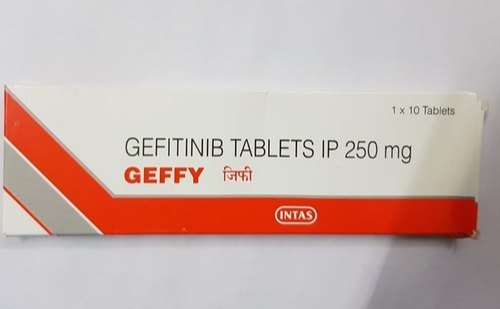 1 x 10 Tablets
GEFITINIB TABLETS IP 250 mg
GEFFY जिफी
INTAS